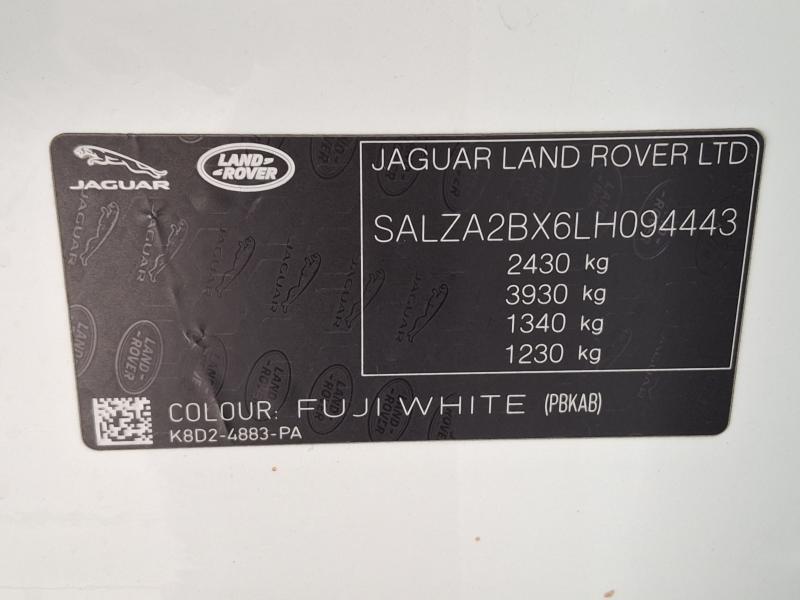 JAGUAR
LAND-
-ROVER
JAGUAR LAND ROVER LTD
SALZA2BX6LH094443
2430 kg
3930 kg
1340 kg
1230 kg
COLOUR: FUJI WHITE (PBKAB)
K8D2-4883-PA